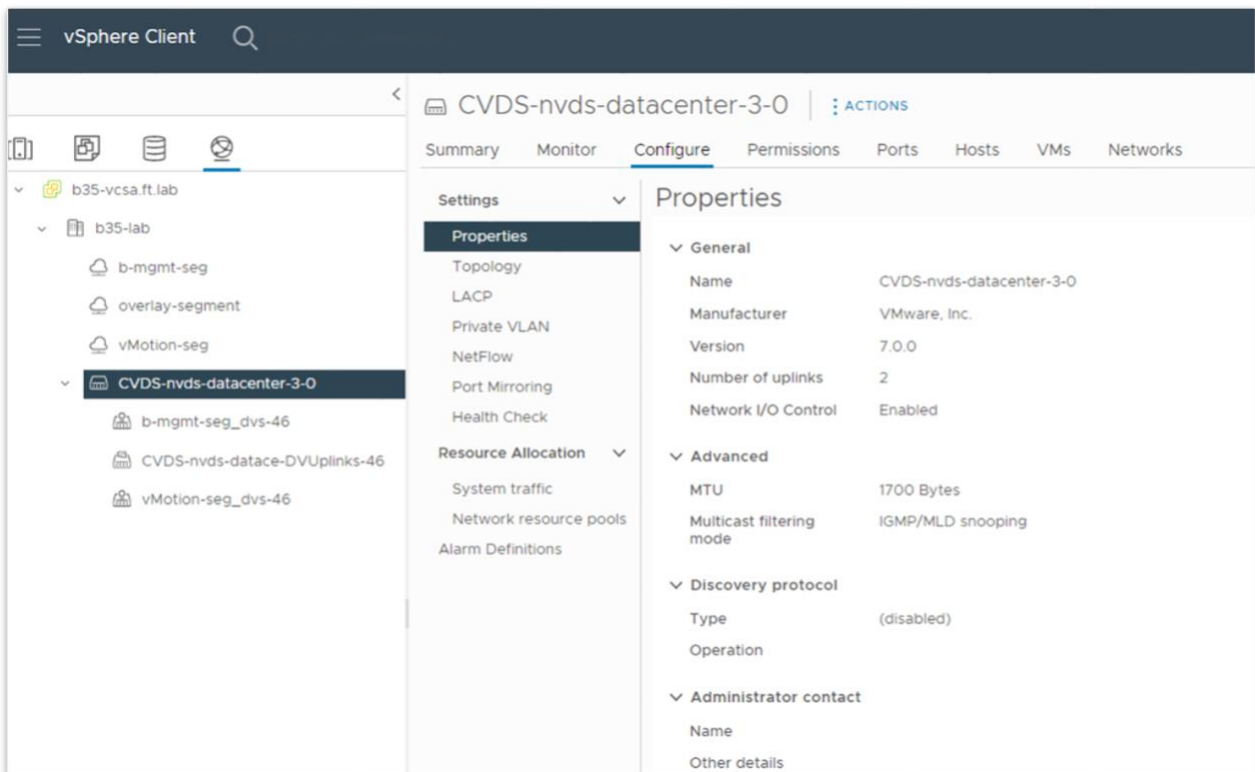 vSphere Client
CVDS-nvds-datacenter-3-0
ACTIONS
Summary Monitor Configure Permissions Ports Hosts VMs Networks
b35-vcsa.ft.lab
b35-lab
b-mgmt-seg
overlay-segment
vMotion-seg
CVDS-nvds-datacenter-3-0
b-mgmt-seg_dvs-46
CVDS-nvds-datace-DVUplinks-46
vMotion-seg_dvs-46
Settings
Properties
Topology
LACP
Private VLAN
NetFlow
Port Mirroring
Health Check
Resource Allocation
System traffic
Network resource pools
Alarm Definitions
Properties
General
Name CVDS-nvds-datacenter-3-0
Manufacturer VMware, Inc.
Version 7.0.0
Number of uplinks 2
Network I/O Control Enabled
Advanced
MTU 1700 Bytes
Multicast filtering IGMP/MLD snooping
mode
Discovery protocol
Type (disabled)
Operation
Administrator contact
Name
Other details